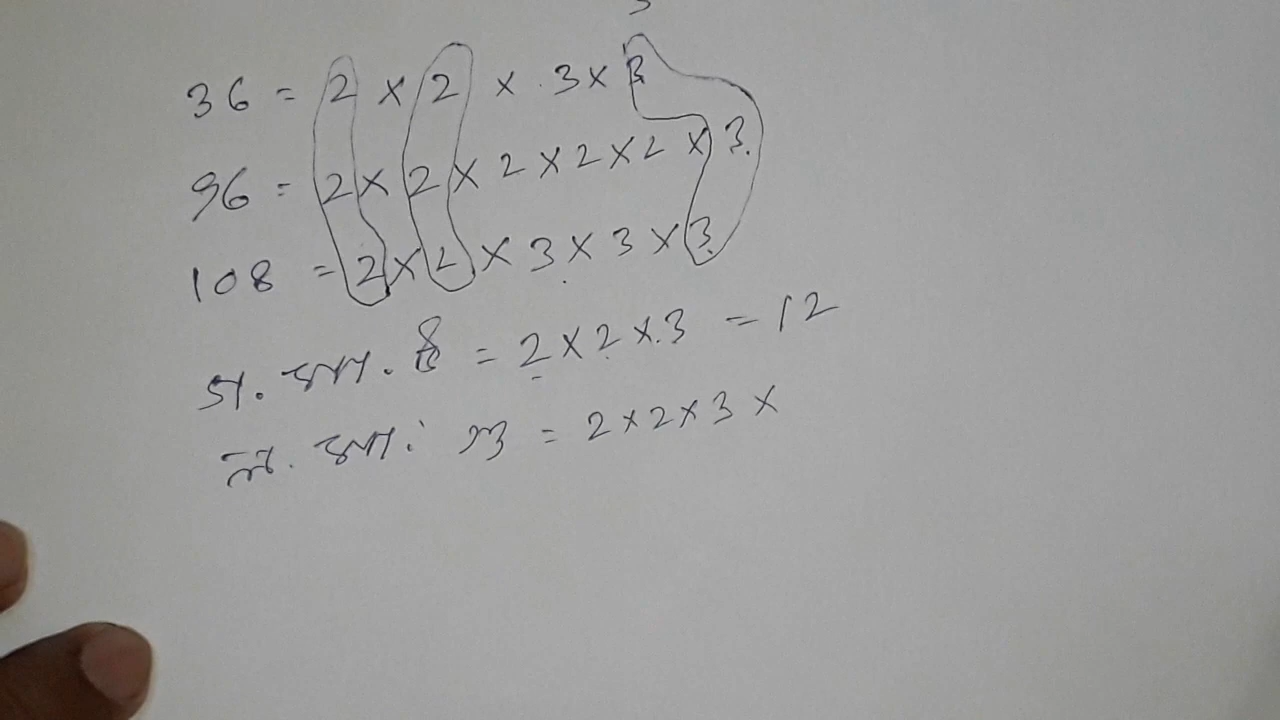 36 = 2 × 2 × 3 × 3
96 = 2 × 2 × 2 × 2 × 2 × 3
108 = 2 × 2 × 3 × 3 × 3
= 2 × 2 × 3 = 12
= 2 × 2 × 3 ×